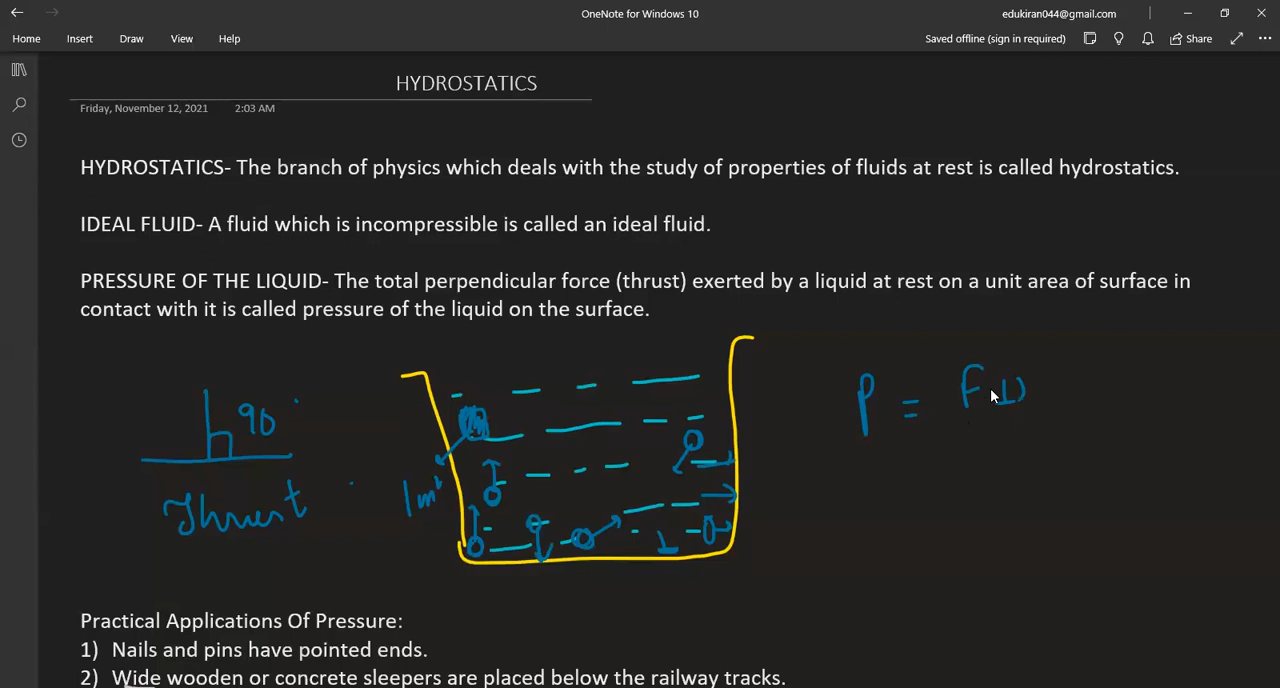 OneNote for Windows 10
edukiran044@gmail.com
Home Insert Draw View Help
Saved offline (sign in required)
Share
HYDROSTATICS
Friday, November 12, 2021 2:03 AM
HYDROSTATICS- The branch of physics which deals with the study of properties of fluids at rest is called hydrostatics.
IDEAL FLUID- A fluid which is incompressible is called an ideal fluid.
PRESSURE OF THE LIQUID- The total perpendicular force (thrust) exerted by a liquid at rest on a unit area of surface in
contact with it is called pressure of the liquid on the surface.
P = F⊥
90
Thrust
1m²
Practical Applications Of Pressure:
1) Nails and pins have pointed ends.
2) Wide wooden or concrete sleepers are placed below the railway tracks.